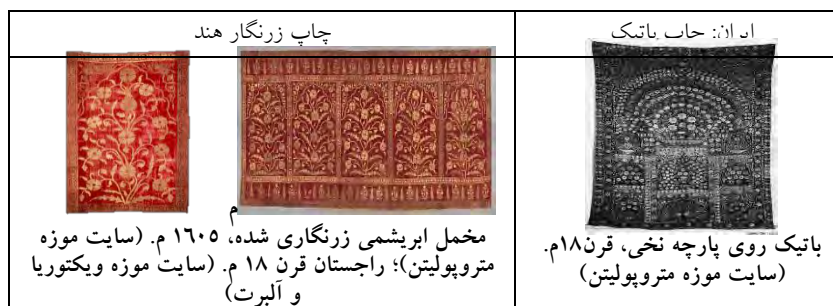 ایران: چاپ باتیک
چاپ زرنگار هند
باتیک روی پارچه نخی، قرن۱۸م.
(سایت موزه متروپولیتن)
م
مخمل ابریشمی زرنگاری شده، ۱٦۰٥ م. (سایت موزه
متروپولیتن)؛ راجستان قرن ۱۸ م. (سایت موزه ویکتوریا
و آلبرت)